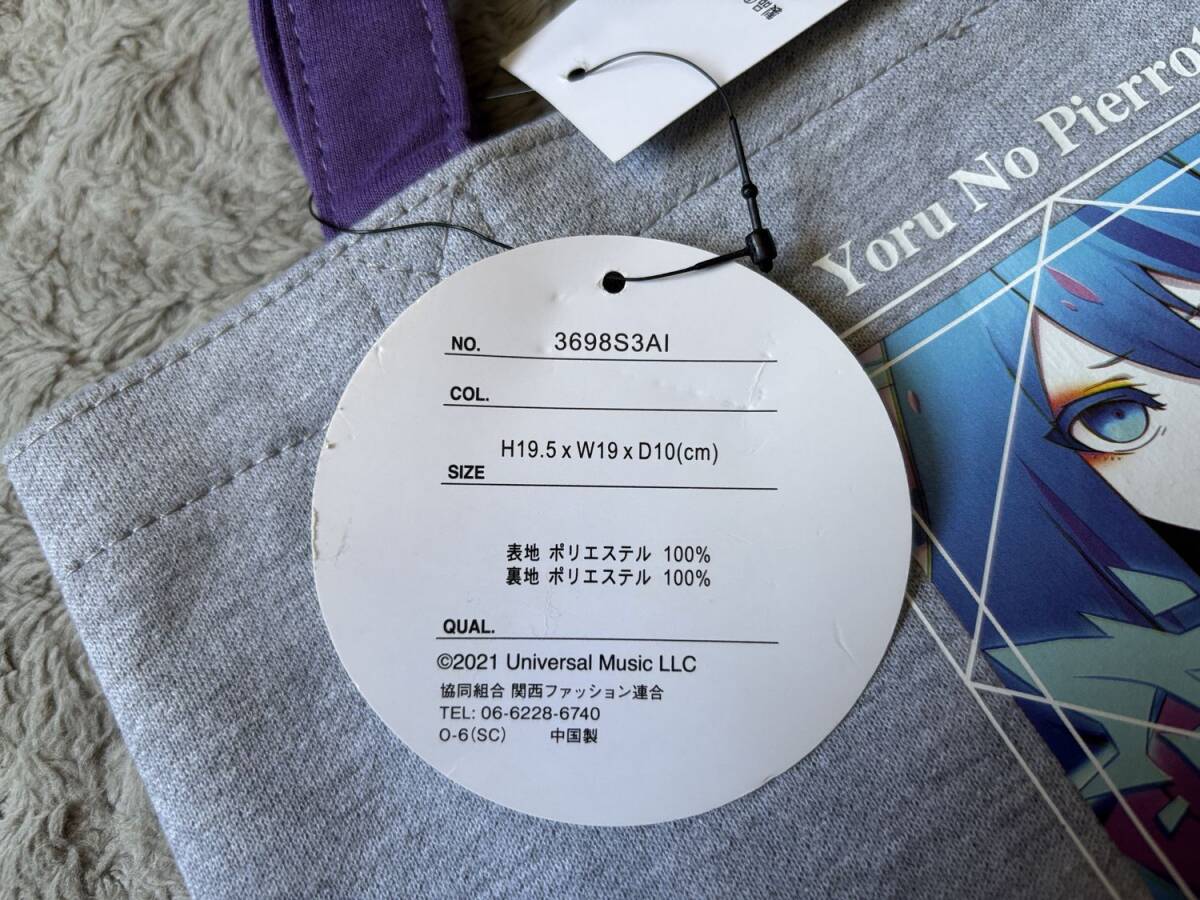 製品の
Yoru No Pierrot
NO. 3698S3AI
COL.
H19.5 x W19 x D10(cm)
SIZE
表地 ポリエステル 100%
裏地 ポリエステル 100%
QUAL.
©2021 Universal Music LLC
協同組合 関西ファッション連合
TEL: 06-6228-6740
O-6(SC) 中国製